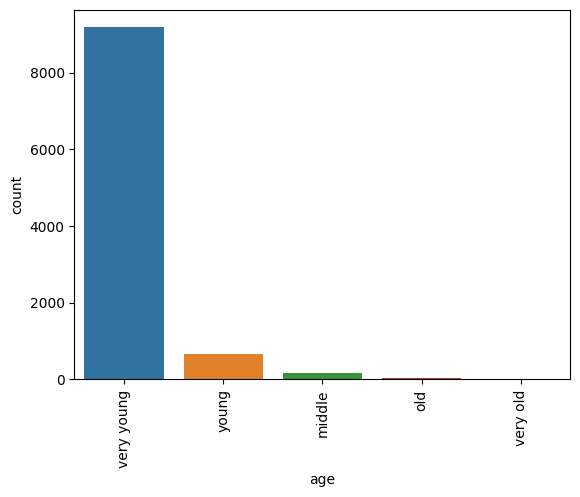 8000
6000
4000
2000
0
count
very young
young
middle
old
very old
age